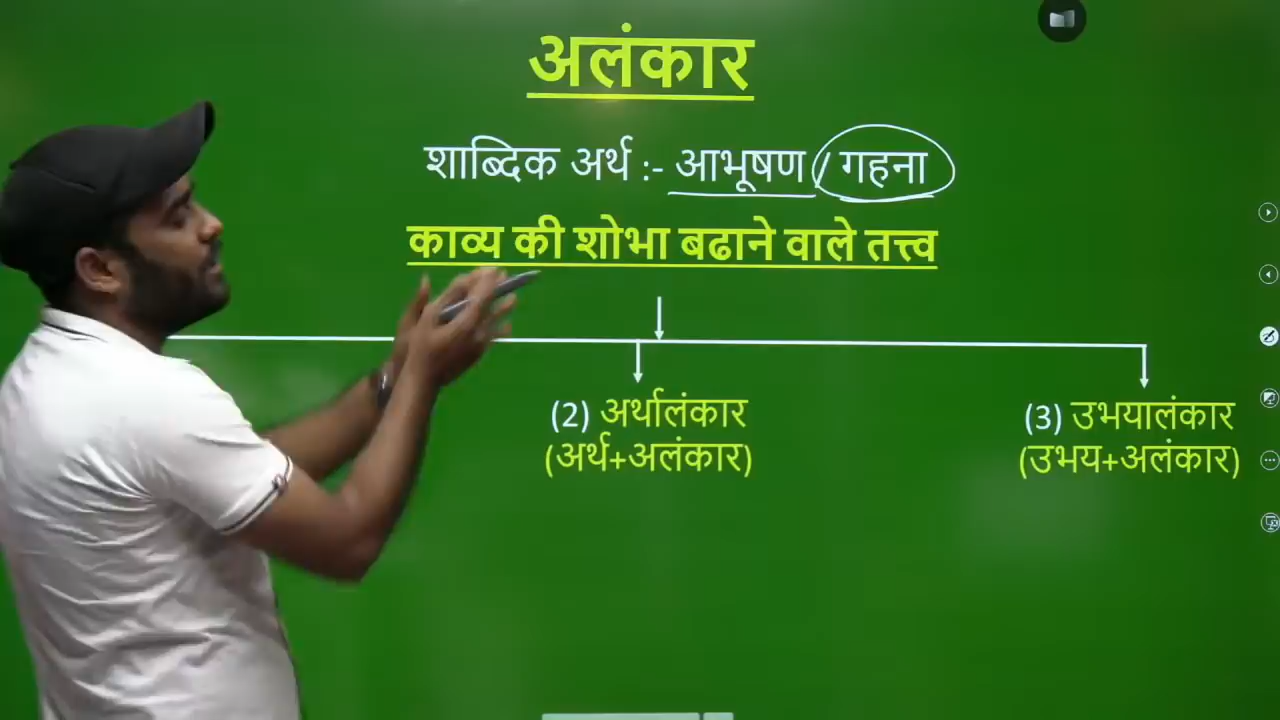 अलंकार
शाब्दिक अर्थ :- आभूषण / गहना
काव्य की शोभा बढाने वाले तत्त्व
(2) अर्थालंकार
(अर्थ+अलंकार)
(3) उभयालंकार
(उभय+अलंकार)